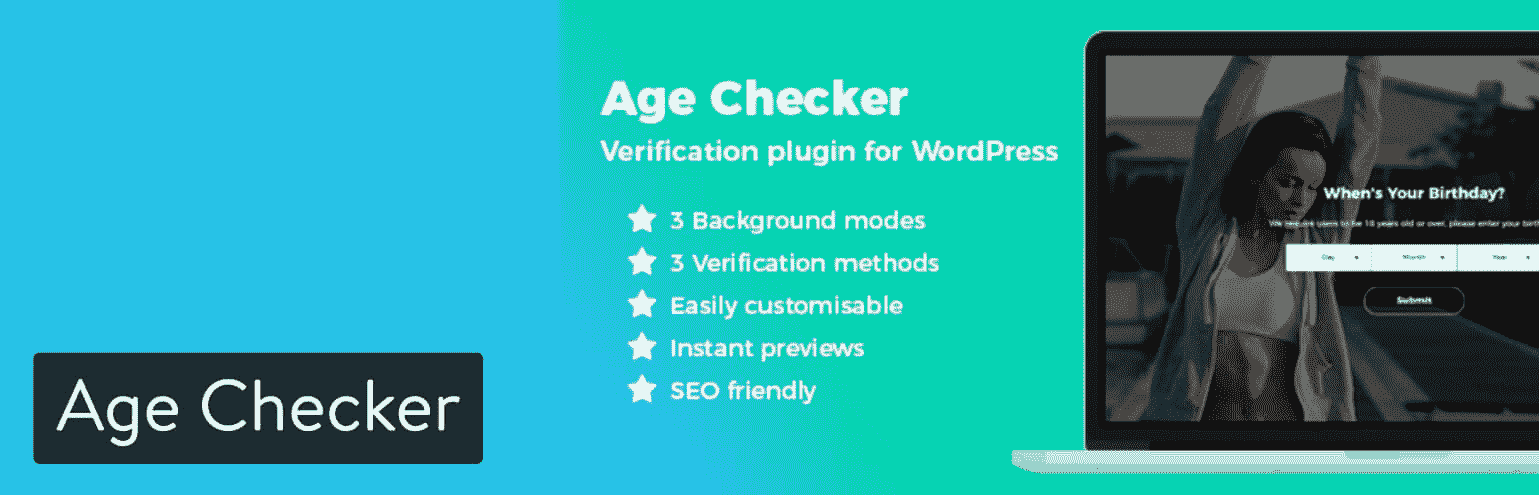 Age Checker
Verification plugin for WordPress
3 Background modes
3 Verification methods
Easily customisable
Instant previews
SEO friendly
When's Your Birthday?
We require users to be 18 years old or over, please enter your birth
Day Month Year
Submit
Age Checker